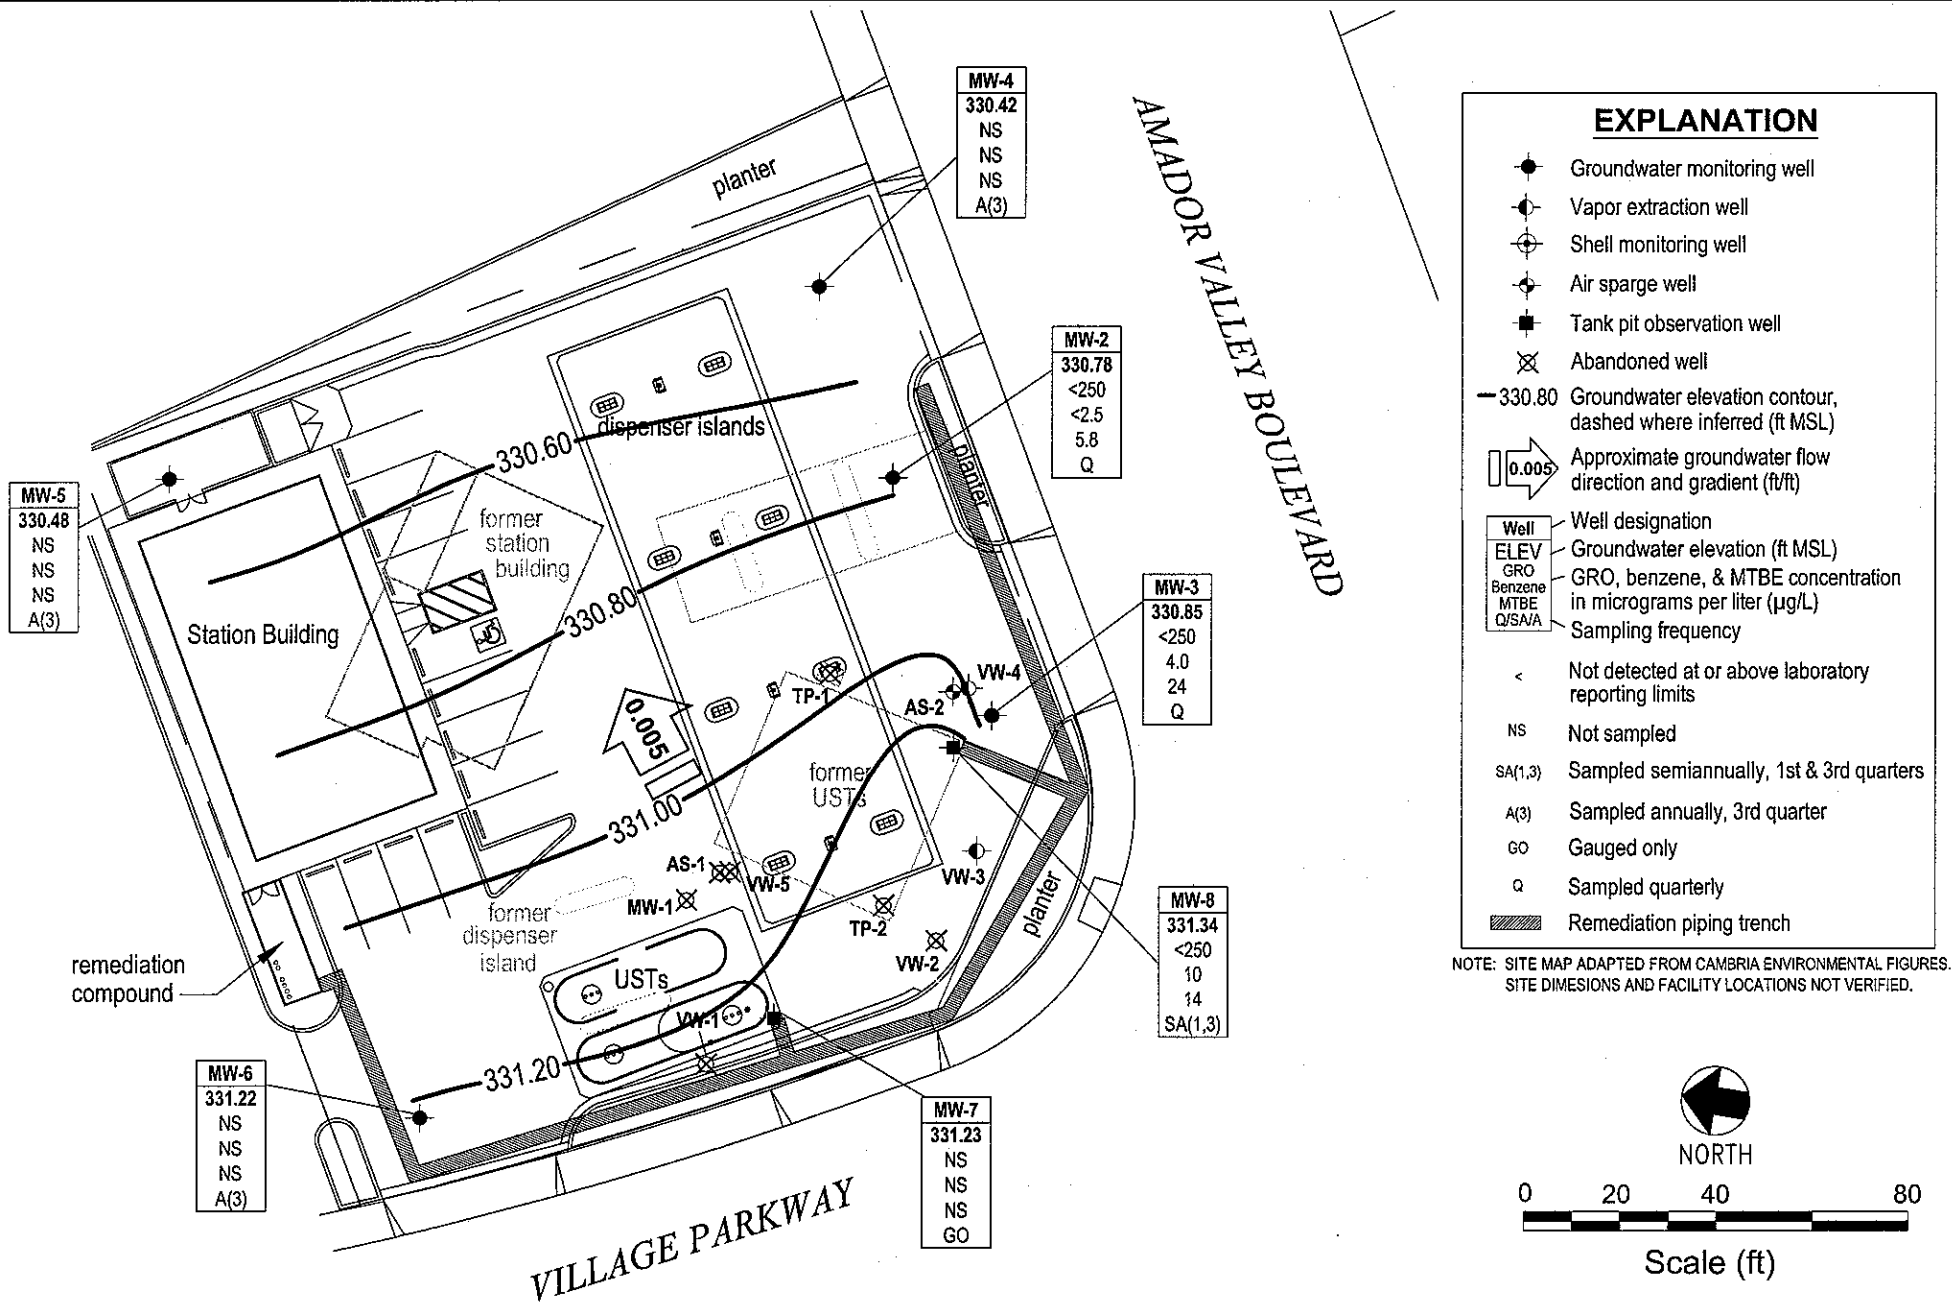 MW-4
330.42
NS
NS
NS
A(3)
planter
AMADOR VALLEY BOULEVARD
MW-2
330.78
<250
<2.5
5.8
Q
dispenser islands
330.60
planter
MW-5
330.48
NS
NS
NS
A(3)
former
station
building
Station Building
330.80
MW-3
330.85
<250
4.0
24
Q
VW-4
AS-2
TP-1
0.005
former
USTs
331.00
AS-1
VW-5
VW-3
MW-1
TP-2
planter
MW-8
331.34
<250
10
14
SA(1,3)
former
dispenser
island
VW-2
remediation
compound
USTs
VW-1
331.20
MW-6
331.22
NS
NS
NS
A(3)
MW-7
331.23
NS
NS
NS
GO
VILLAGE PARKWAY
EXPLANATION
Groundwater monitoring well
Vapor extraction well
Shell monitoring well
Air sparge well
Tank pit observation well
Abandoned well
330.80 Groundwater elevation contour,
dashed where inferred (ft MSL)
0.005 Approximate groundwater flow
direction and gradient (ft/ft)
Well
ELEV
GRO
Benzene
MTBE
Q/SA/A
Well designation
Groundwater elevation (ft MSL)
GRO, benzene, & MTBE concentration
in micrograms per liter (µg/L)
Sampling frequency
< Not detected at or above laboratory
reporting limits
NS Not sampled
SA(1,3) Sampled semiannually, 1st & 3rd quarters
A(3) Sampled annually, 3rd quarter
GO Gauged only
Q Sampled quarterly
Remediation piping trench
NOTE: SITE MAP ADAPTED FROM CAMBRIA ENVIRONMENTAL FIGURES.
SITE DIMESIONS AND FACILITY LOCATIONS NOT VERIFIED.
NORTH
0 20 40 80
Scale (ft)